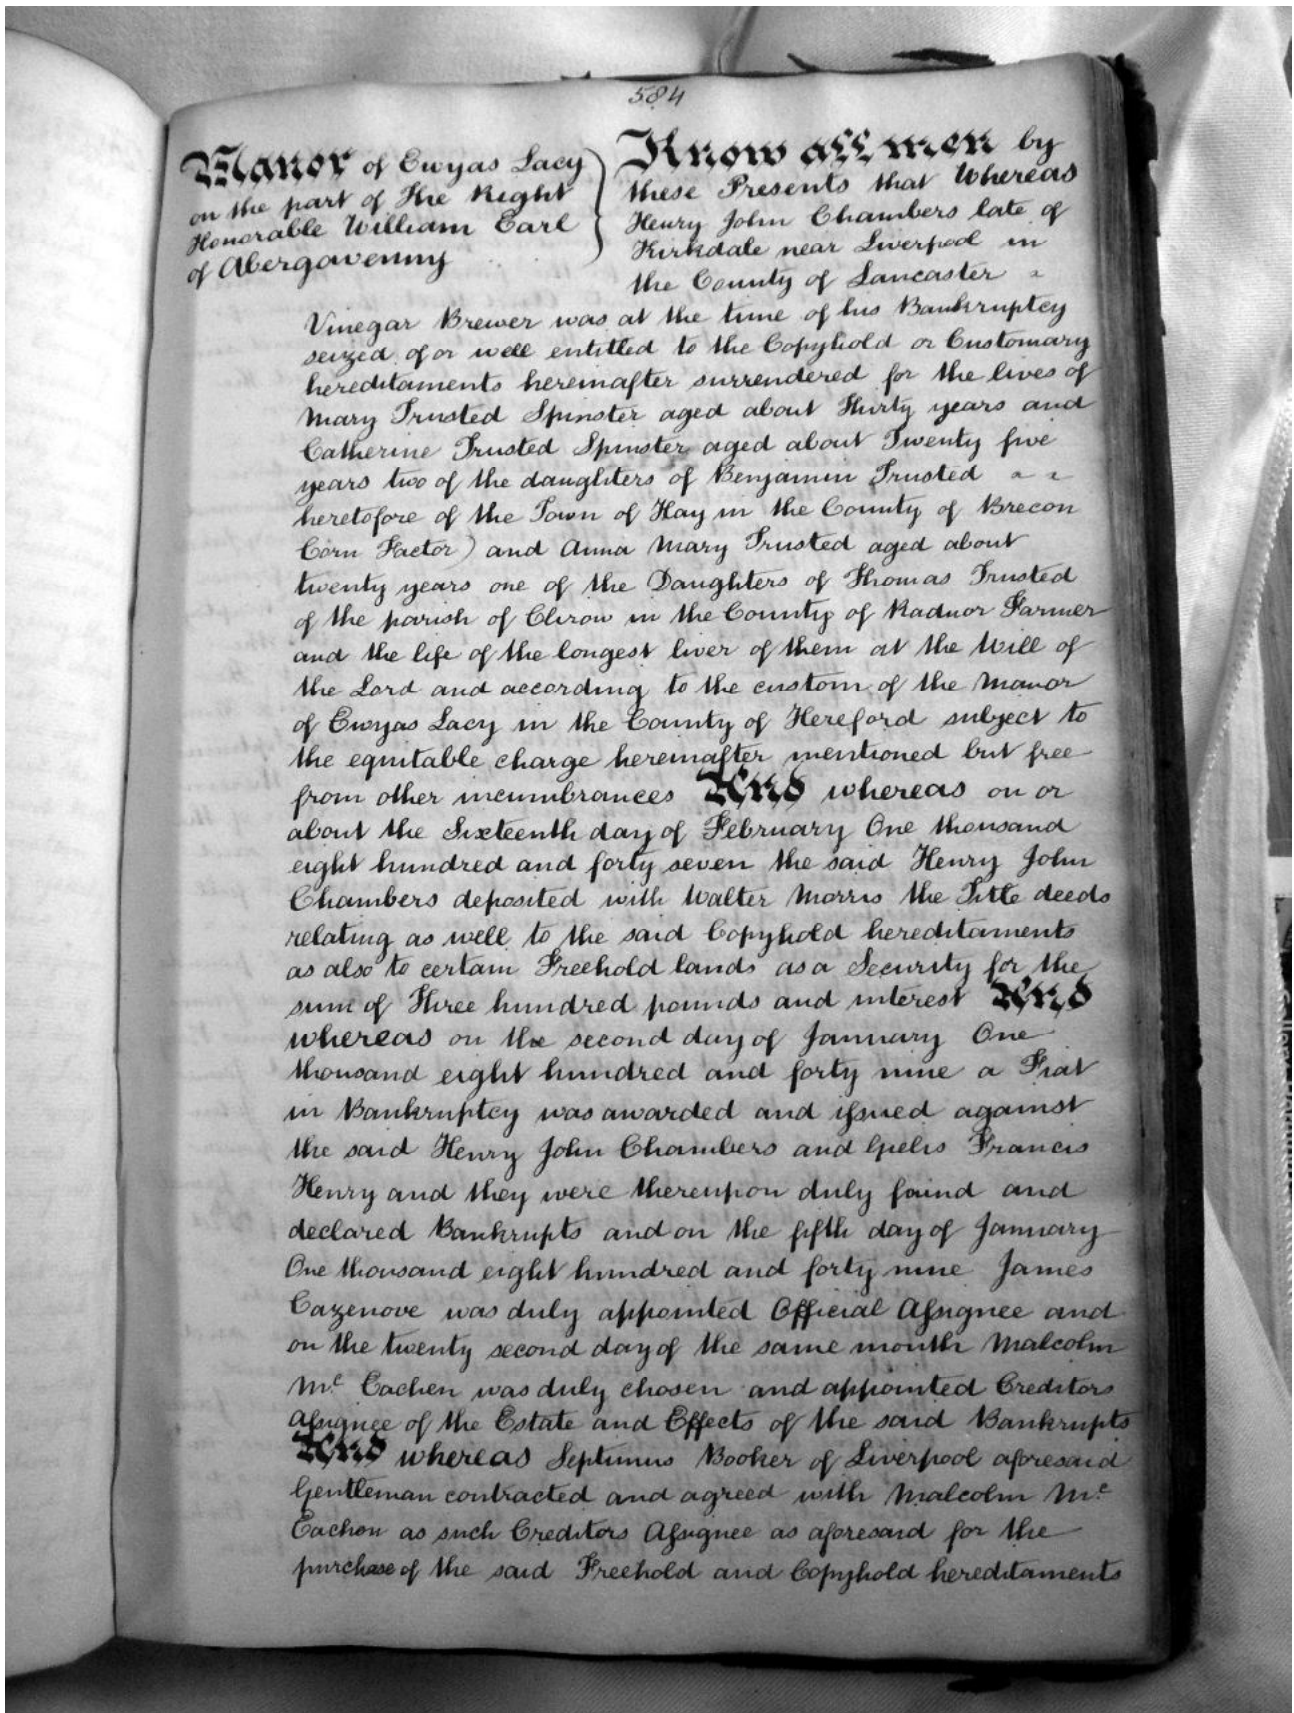 584
Manor of Ewyas Lacy
on the part of The Right
Honorable William Earl
of Abergavenny
Know all men by
these Presents that Whereas
Henry John Chambers late of
Kirkdale near Liverpool in
the County of Lancaster
Vinegar Brewer was at the time of his Bankruptcy
seized of or well entitled to the Copyhold or Customary
hereditaments hereinafter surrendered for the lives of
Mary Trusted Spinster aged about Thirty years and
Catherine Trusted Spinster aged about Twenty five
years two of the daughters of Benjamin Trusted
heretofore of the Town of Hay in the County of Brecon
Corn Factor) and Anna Mary Trusted aged about
twenty years one of the Daughters of Thomas Trusted
of the parish of Clirow in the County of Radnor Farmer
and the life of the longest liver of them at the Will of
the Lord and according to the custom of the Manor
of Ewyas Lacy in the County of Hereford subject to
the equitable charge hereinafter mentioned but free
from other incumbrances And whereas on or
about the Sixteenth day of February One thousand
eight hundred and forty seven the said Henry John
Chambers deposited with Walter Morris the Title deeds
relating as well to the said Copyhold hereditaments
as also to certain Freehold lands as a Security for the
sum of Three hundred pounds and interest And
whereas on the second day of January One
thousand eight hundred and forty nine a Fiat
in Bankruptcy was awarded and issued against
the said Henry John Chambers and Francis
Henry and they were thereupon duly found and
declared Bankrupts and on the fifth day of January
One thousand eight hundred and forty nine James
Cazenove was duly appointed Official Assignee and
on the twenty second day of the same month Malcolm
Mc Eachen was duly chosen and appointed Creditors
Assignee of the Estate and Effects of the said Bankrupts
And whereas Septimus Booker of Liverpool aforesaid
Gentleman contracted and agreed with Malcolm Mc
Eachen as such Creditors Assignee as aforesaid for the
purchase of the said Freehold and Copyhold hereditaments